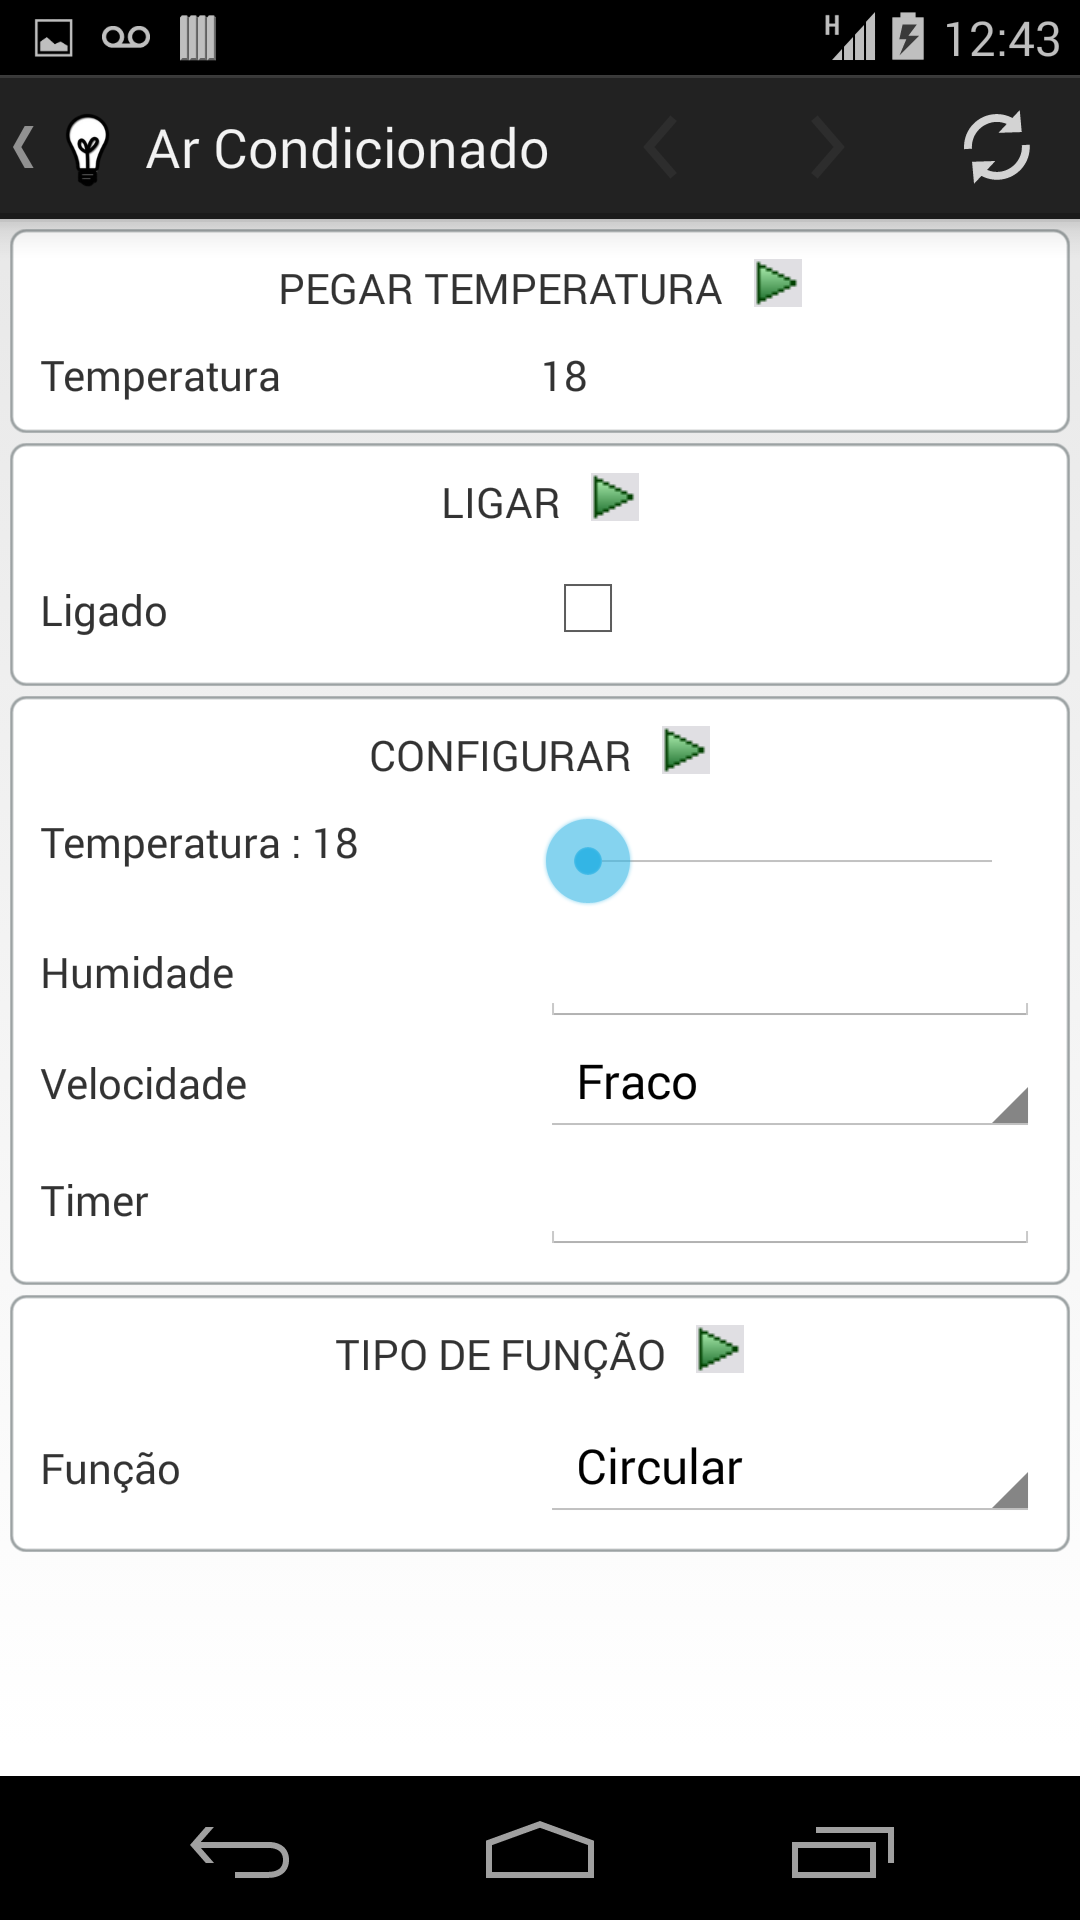 H 12:43
Ar Condicionado
PEGAR TEMPERATURA
Temperatura 18
LIGAR
Ligado
CONFIGURAR
Temperatura : 18
Humidade
Velocidade Fraco
Timer
TIPO DE FUNÇÃO
Função Circular